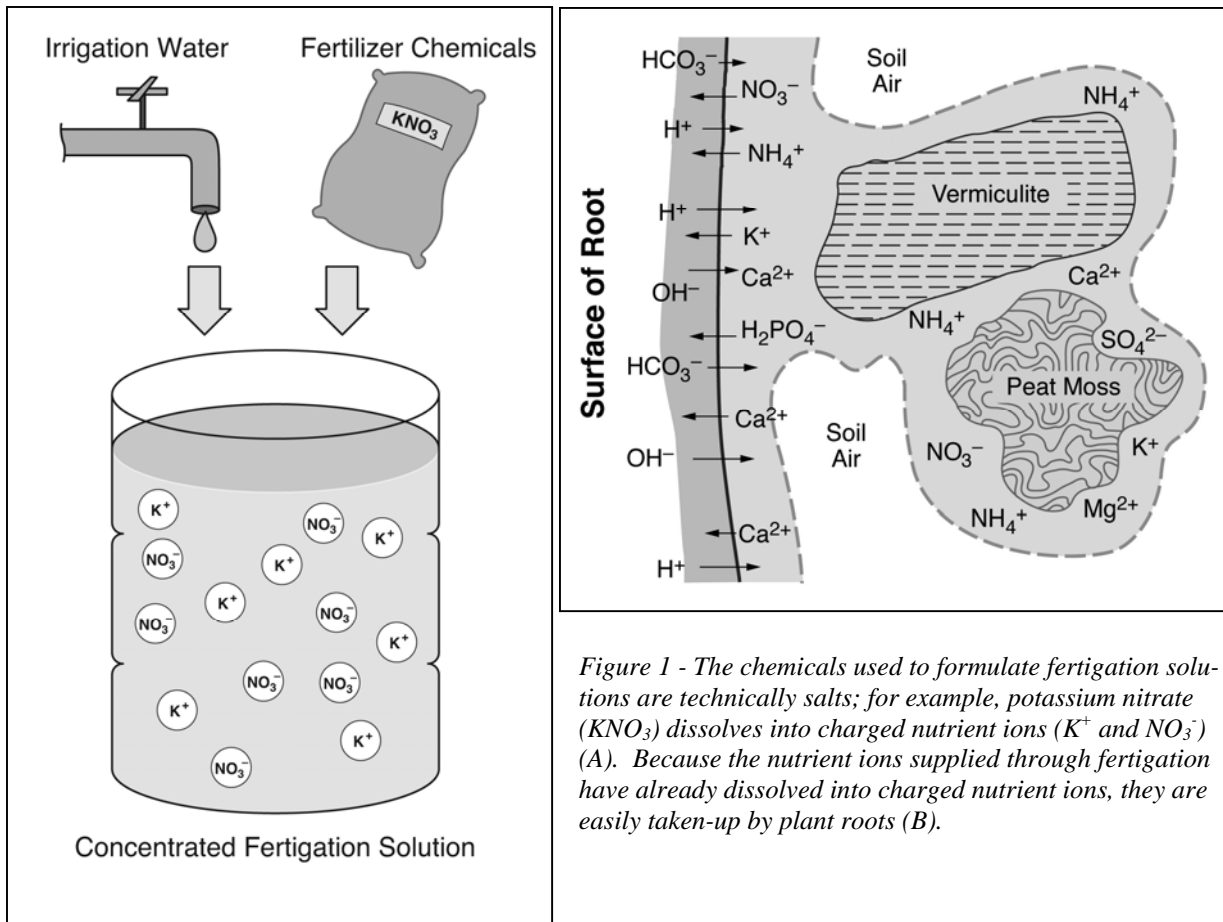 Irrigation Water
Fertilizer Chemicals
KNO₃
K⁺
NO₃⁻
K⁺
NO₃⁻
K⁺
K⁺
NO₃⁻
NO₃⁻
K⁺
NO₃⁻
NO₃⁻
K⁺
K⁺
NO₃⁻
Concentrated Fertigation Solution
Surface of Root
HCO₃⁻
NO₃⁻
H⁺
NH₄⁺
H⁺
K⁺
Ca²⁺
OH⁻
H₂PO₄⁻
HCO₃⁻
Ca²⁺
OH⁻
Ca²⁺
H⁺
Soil
Air
NH₄⁺
Vermiculite
Ca²⁺
NH₄⁺
SO₄²⁻
Peat Moss
Soil
Air
NO₃⁻
K⁺
NH₄⁺
Mg²⁺
Figure 1 - The chemicals used to formulate fertigation solu-
tions are technically salts; for example, potassium nitrate
(KNO₃) dissolves into charged nutrient ions (K⁺ and NO₃⁻)
(A). Because the nutrient ions supplied through fertigation
have already dissolved into charged nutrient ions, they are
easily taken-up by plant roots (B).